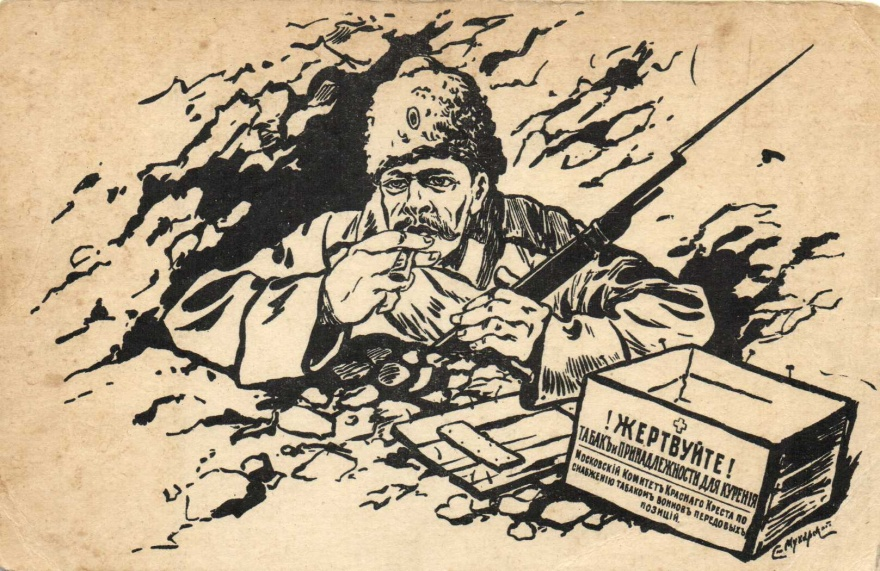 ! ЖЕРТВУЙТЕ !
ТАБАКЪ и ПРИНАДЛЕЖНОСТИ ДЛЯ КУРЕНIЯ
Московскiй Комитетъ Краснаго Креста по
снабженiю табакомъ воиновъ передовыхъ
позицiй.